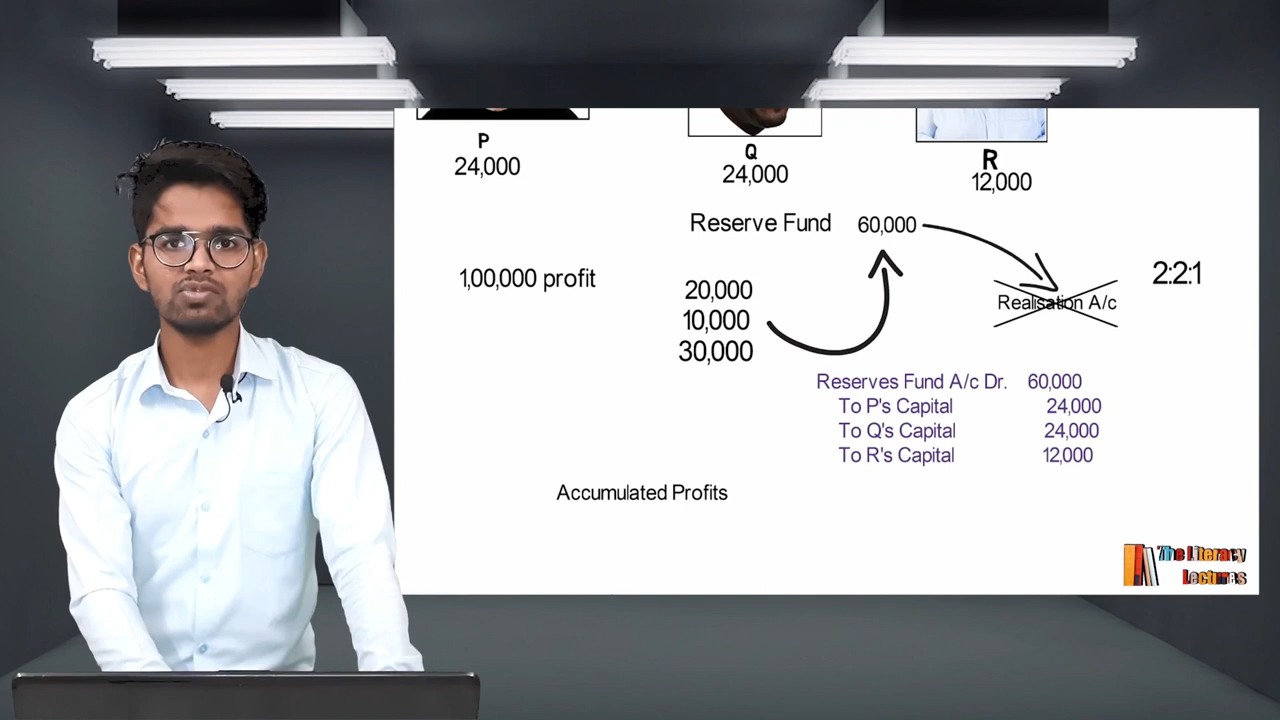 P
24,000
Q
24,000
R
12,000
Reserve Fund 60,000
1,00,000 profit
20,000
10,000
30,000
Realisation A/c
2:2:1
Reserves Fund A/c Dr. 60,000
To P's Capital 24,000
To Q's Capital 24,000
To R's Capital 12,000
Accumulated Profits
The Literacy
Lectures